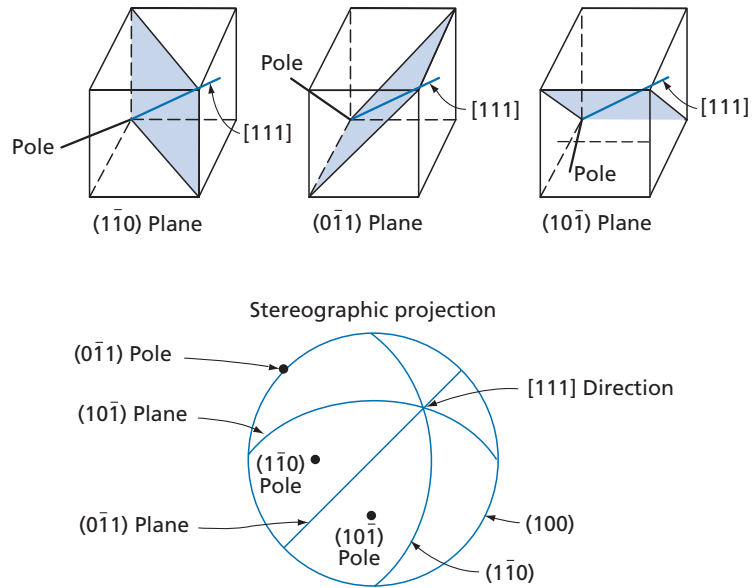 Pole
[111]
(11̄0) Plane
Pole
[111]
(01̄1) Plane
[111]
Pole
(101̄) Plane
Stereographic projection
(01̄1) Pole
(101̄) Plane
(11̄0)
Pole
(01̄1) Plane
(101̄)
Pole
[111] Direction
(100)
(11̄0)